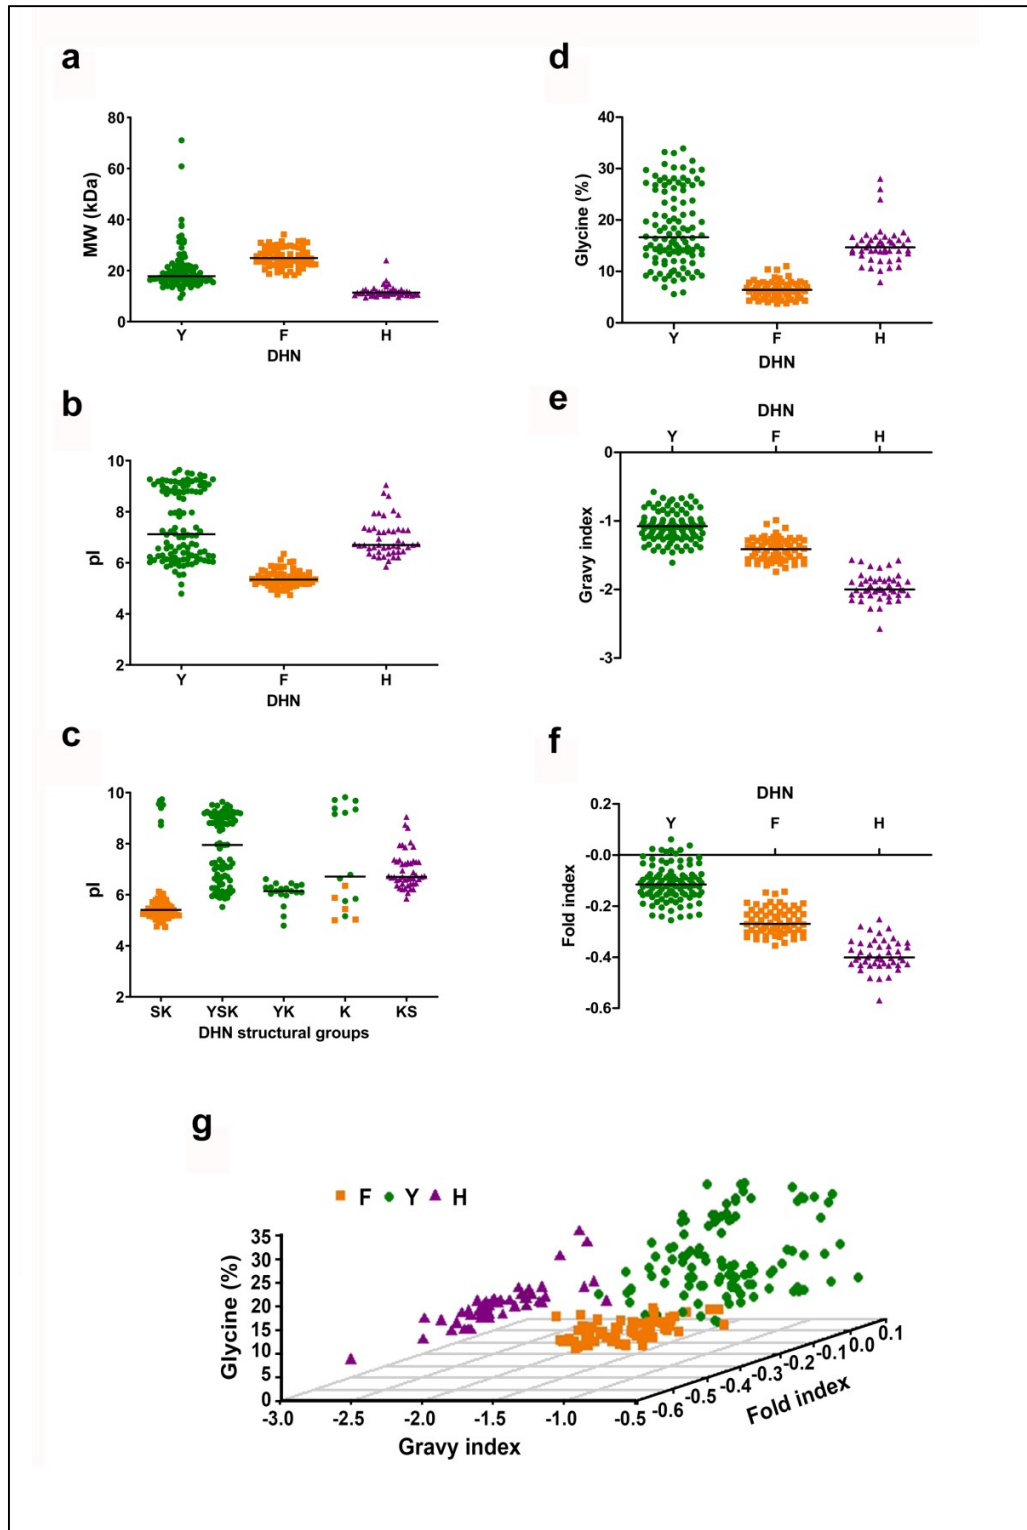 a
80
60
40
20
0
MW (kDa)
Y F H
DHN
d
40
30
20
10
0
Glycine (%)
Y F H
DHN
b
10
8
6
4
2
pI
Y F H
DHN
e
DHN
Y F H
0
-1
-2
-3
Gravy index
c
10
8
6
4
2
pI
SK YSK YK K KS
DHN structural groups
f
DHN
Y F H
0.2
-0.0
-0.2
-0.4
-0.6
Fold index
g
F Y H
35
30
25
20
15
10
5
0
Glycine (%)
-3.0 -2.5 -2.0 -1.5 -1.0 -0.5
Gravy index
-0.6 -0.5 -0.4 -0.3 -0.2 -0.1 0.0 0.1
Fold index